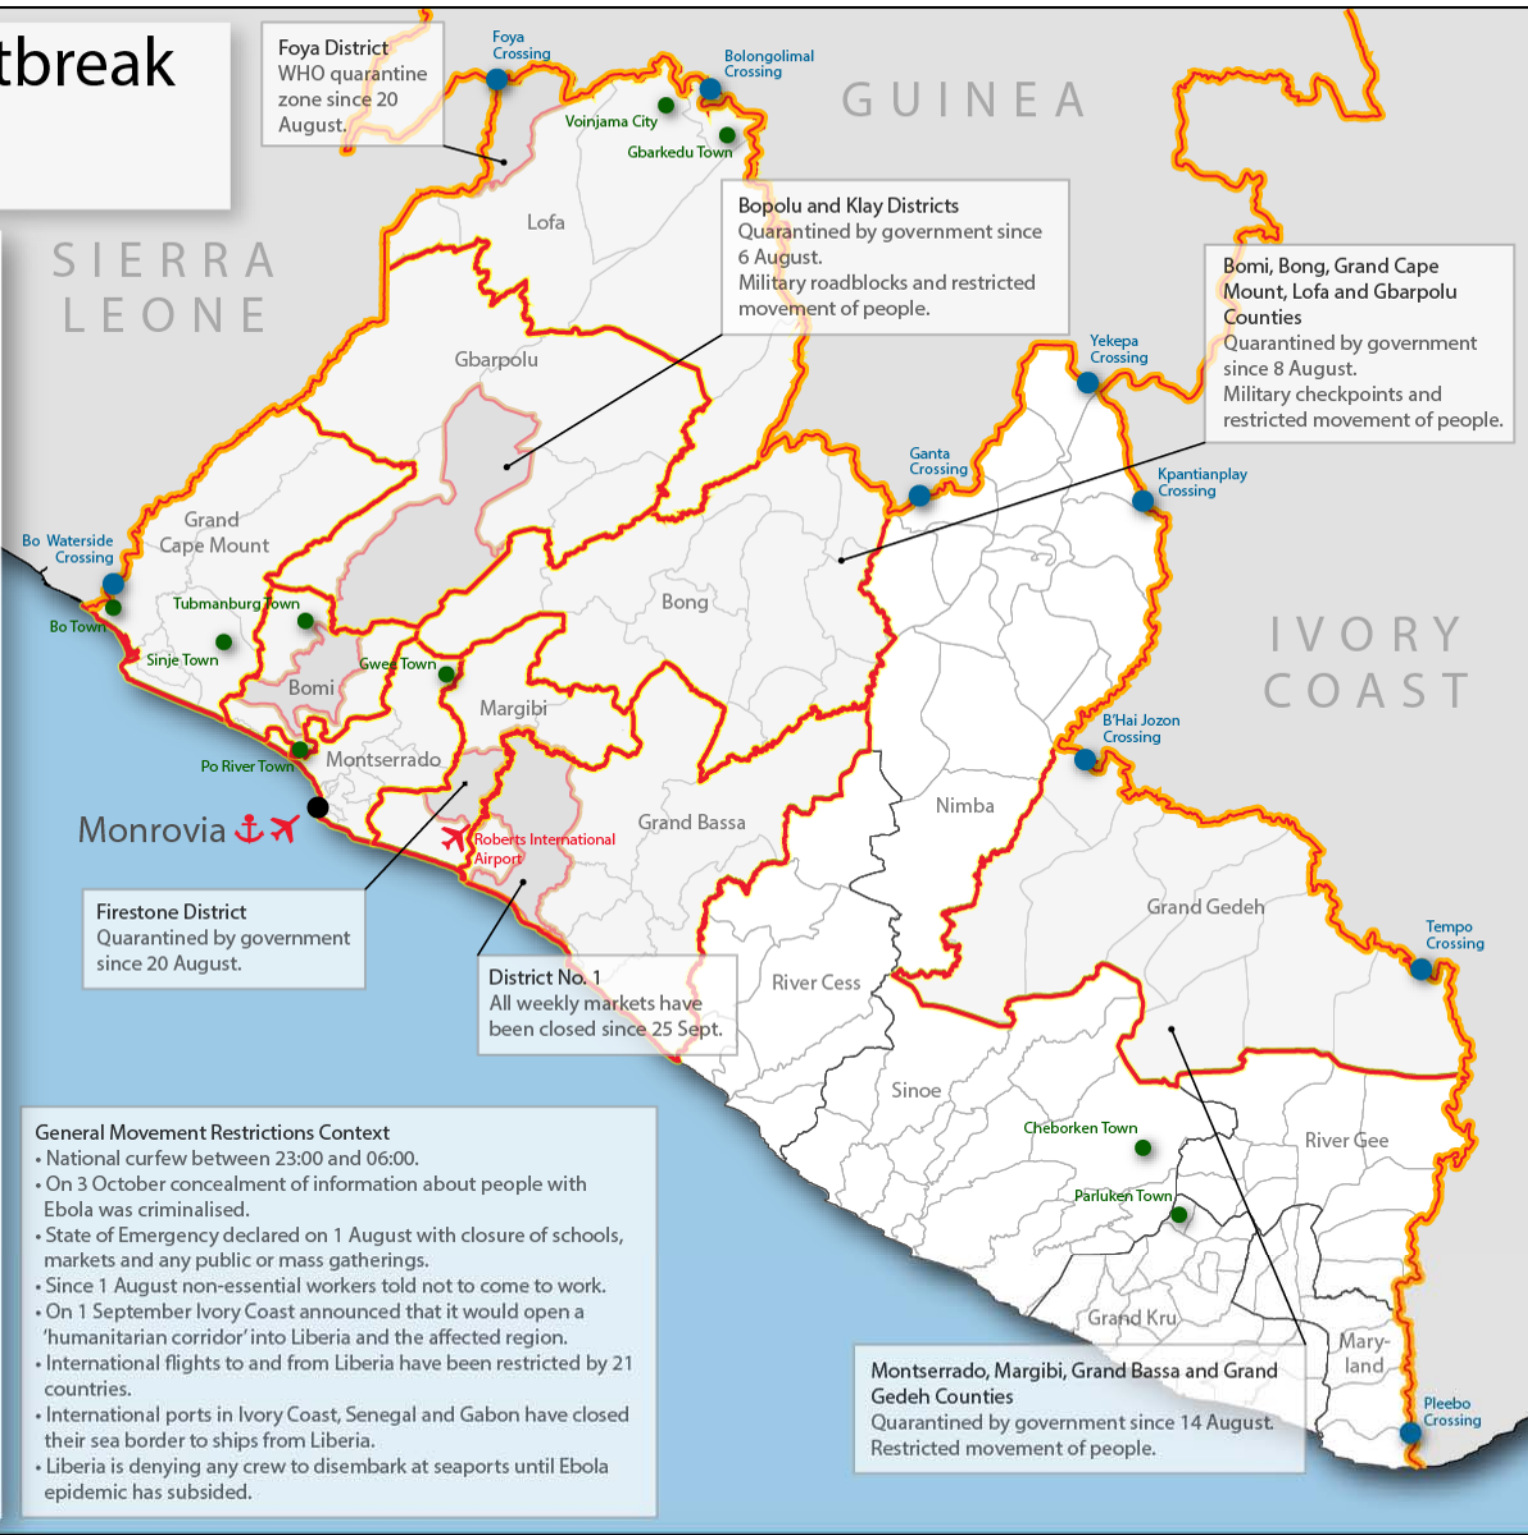 tbreak
Foya District
WHO quarantine
zone since 20
August.
Foya
Crossing
Bolongolimal
Crossing
GUINEA
Voinjama City
Gbarkedu Town
Lofa
SIERRA
LEONE
Bopolu and Klay Districts
Quarantined by government since
6 August.
Military roadblocks and restricted
movement of people.
Bomi, Bong, Grand Cape
Mount, Lofa and Gbarpolu
Counties
Quarantined by government
since 8 August.
Military checkpoints and
restricted movement of people.
Gbarpolu
Yekepa
Crossing
Ganta
Crossing
Kpantianplay
Crossing
Grand
Cape Mount
Bo Waterside
Crossing
Bo Town
Tubmanburg Town
Sinje Town
Bong
Gwee Town
Bomi
Margibi
IVORY
COAST
B'Hai Jozon
Crossing
Po River Town
Montserrado
Monrovia
Nimba
Grand Bassa
Roberts International
Airport
Firestone District
Quarantined by government
since 20 August.
Grand Gedeh
Tempo
Crossing
District No. 1
All weekly markets have
been closed since 25 Sept.
River Cess
Sinoe
Cheborken Town
River Gee
Parluken Town
General Movement Restrictions Context
• National curfew between 23:00 and 06:00.
• On 3 October concealment of information about people with
Ebola was criminalised.
• State of Emergency declared on 1 August with closure of schools,
markets and any public or mass gatherings.
• Since 1 August non-essential workers told not to come to work.
• On 1 September Ivory Coast announced that it would open a
'humanitarian corridor' into Liberia and the affected region.
• International flights to and from Liberia have been restricted by 21
countries.
• International ports in Ivory Coast, Senegal and Gabon have closed
their sea border to ships from Liberia.
• Liberia is denying any crew to disembark at seaports until Ebola
epidemic has subsided.
Grand Kru
Mary-
land
Montserrado, Margibi, Grand Bassa and Grand
Gedeh Counties
Quarantined by government since 14 August.
Restricted movement of people.
Pleebo
Crossing